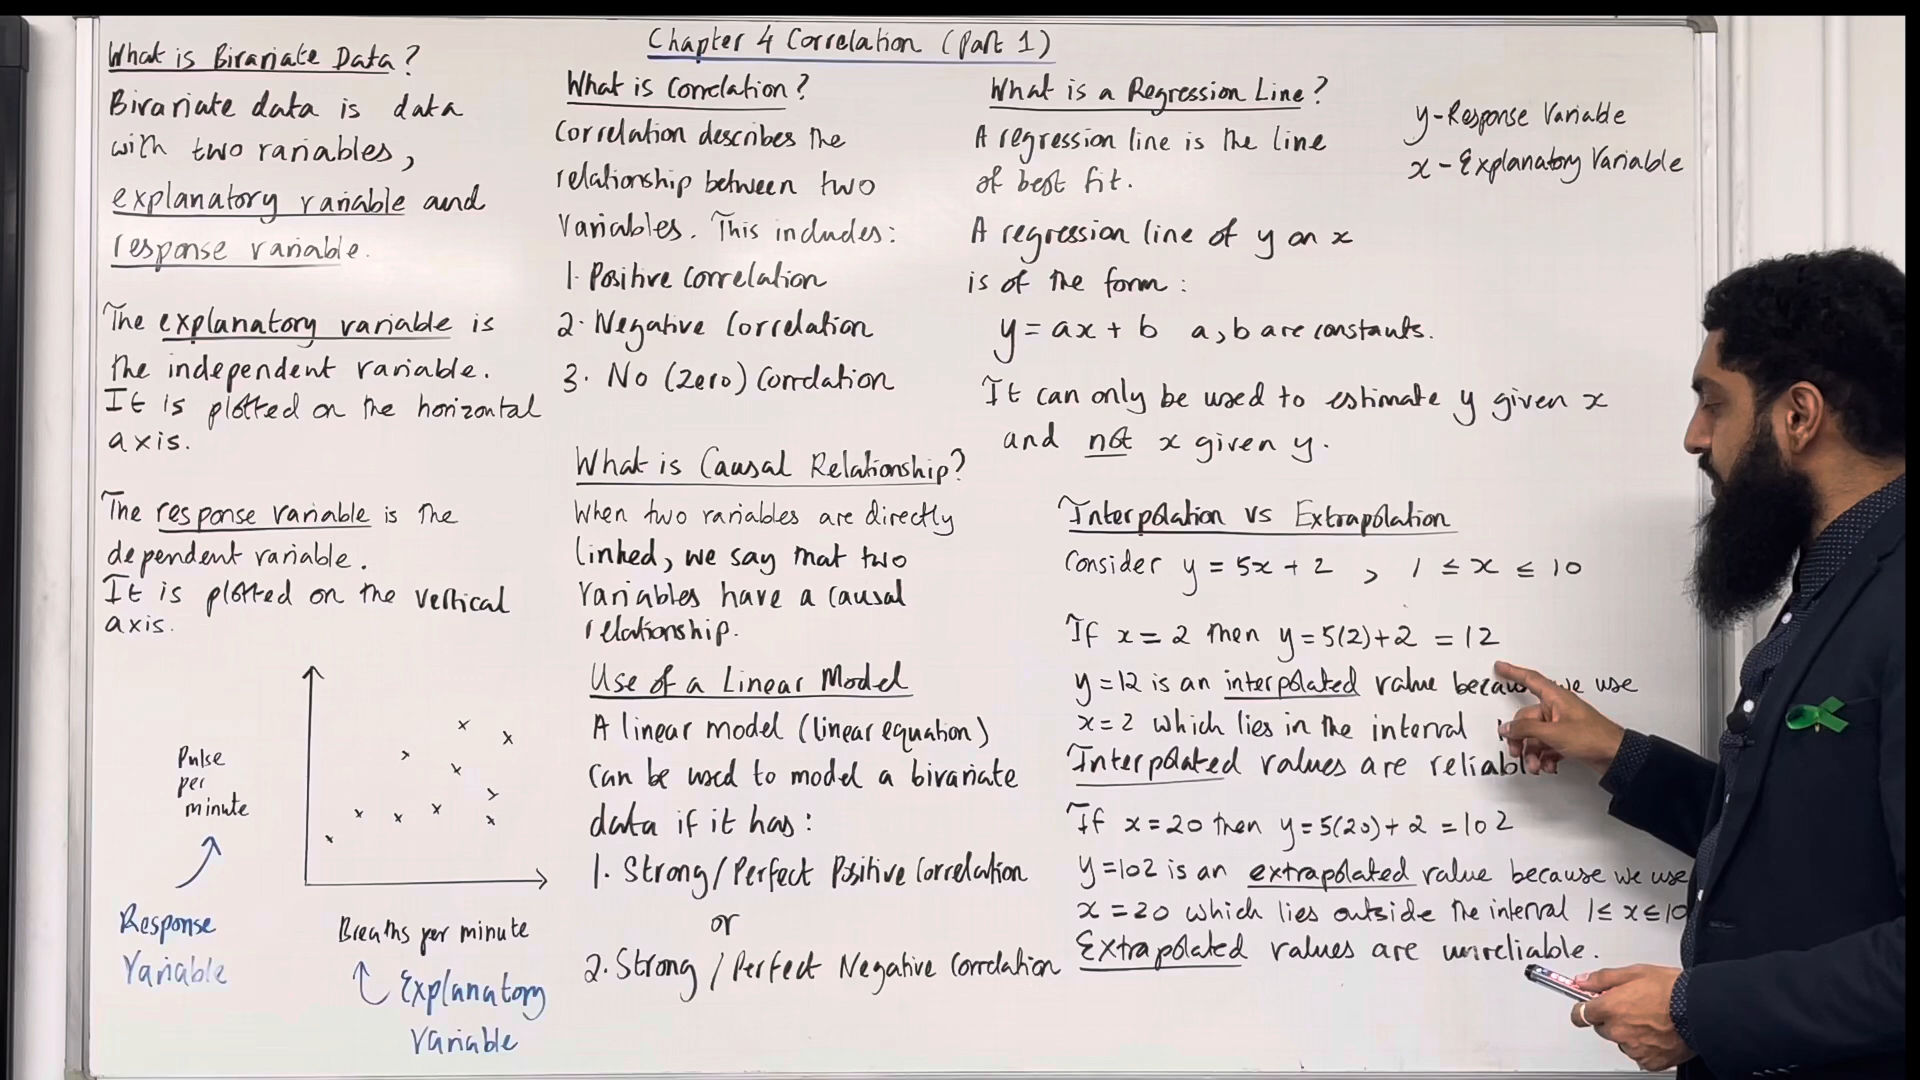 Chapter 4 Correlation (Part 1)
What is Bivariate Data?
Bivariate data is data
with two variables,
explanatory variable and
response variable.
The explanatory variable is
the independent variable.
It is plotted on the horizontal
axis.
The response variable is the
dependent variable.
It is plotted on the vertical
axis.
Pulse
per
minute
Response
Variable
Breaths per minute
Explanatory
Variable
What is Correlation?
Correlation describes the
relationship between two
variables. This includes:
1. Positive Correlation
2. Negative Correlation
3. No (Zero) Correlation
What is Causal Relationship?
When two variables are directly
linked, we say that two
variables have a causal
relationship.
Use of a Linear Model
A linear model (linear equation)
can be used to model a bivariate
data if it has:
1. Strong/Perfect Positive Correlation
or
2. Strong/Perfect Negative Correlation
What is a Regression Line?
A regression line is the line
of best fit.
A regression line of y on x
is of the form:
y = ax + b a, b are constants.
It can only be used to estimate y given x
and not x given y.
y - Response Variable
x - Explanatory Variable
Interpolation vs Extrapolation
Consider y = 5x + 2 , 1 ≤ x ≤ 10
If x = 2 then y = 5(2)+2 = 12
y = 12 is an interpolated value because we use
x = 2 which lies in the interval
Interpolated values are reliable
If x = 20 then y = 5(20) + 2 = 102
y = 102 is an extrapolated value because we use
x = 20 which lies outside the interval 1 ≤ x ≤ 10
Extrapolated values are unreliable.